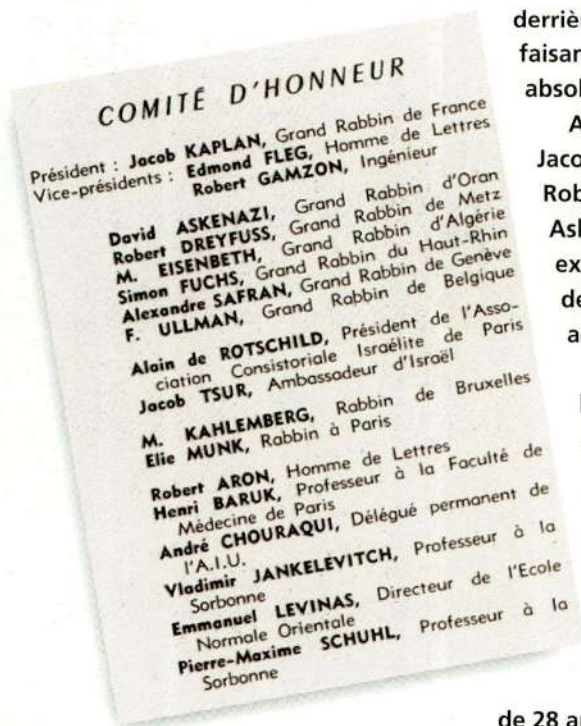 COMITÉ D'HONNEUR
Président : Jacob KAPLAN, Grand Rabbin de France
Vice-présidents : Edmond FLEG, Homme de Lettres
Robert GAMZON, Ingénieur
David ASKENAZI, Grand Rabbin d'Oran
Robert DREYFUSS, Grand Rabbin de Metz
M. EISENBETH, Grand Rabbin d'Algérie
Simon FUCHS, Grand Rabbin du Haut-Rhin
Alexandre SAFRAN, Grand Rabbin de Genève
F. ULLMAN, Grand Rabbin de Belgique
Alain de ROTSCHILD, Président de l'Asso-
ciation Consistoriale Israélite de Paris
Jacob TSUR, Ambassadeur d'Israël
M. KAHLEMBERG, Rabbin de Bruxelles
Elie MUNK, Rabbin à Paris
Robert ARON, Homme de Lettres
Henri BARUK, Professeur à la Faculté de
Médecine de Paris
André CHOURAQUI, Délégué permanent de
l'A.I.U.
Vladimir JANKELEVITCH, Professeur à la
Sorbonne
Emmanuel LEVINAS, Directeur de l'Ecole
Normale Orientale
Pierre-Maxime SCHUHL, Professeur à la
Sorbonne
derriè
faisan
absol
A
Jaco
Rob
Ask
ex
de
a
de 28 a